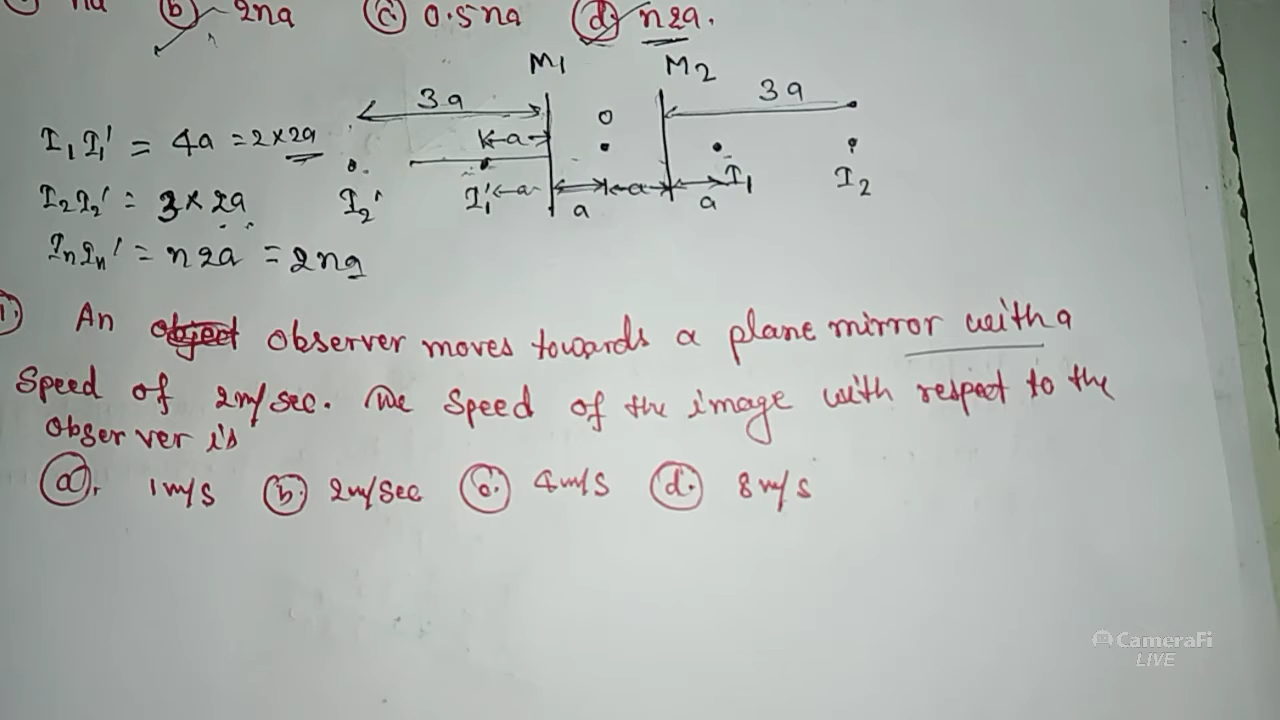 na (b) 2na (c) 0.5na (d) n2a.
M1 M2
3a 3a
I1I1' = 4a = 2×2a
a
I1' a a a a I1
I2' I2
I2I2' = 3×2a
InIn' = n2a = 2na
1. An object observer moves towards a plane mirror with a
Speed of 2m/sec. The Speed of the image with respect to the
observer is
(a). 1m/s (b). 2m/sec (c). 4m/s (d). 8m/s
CameraFi
LIVE